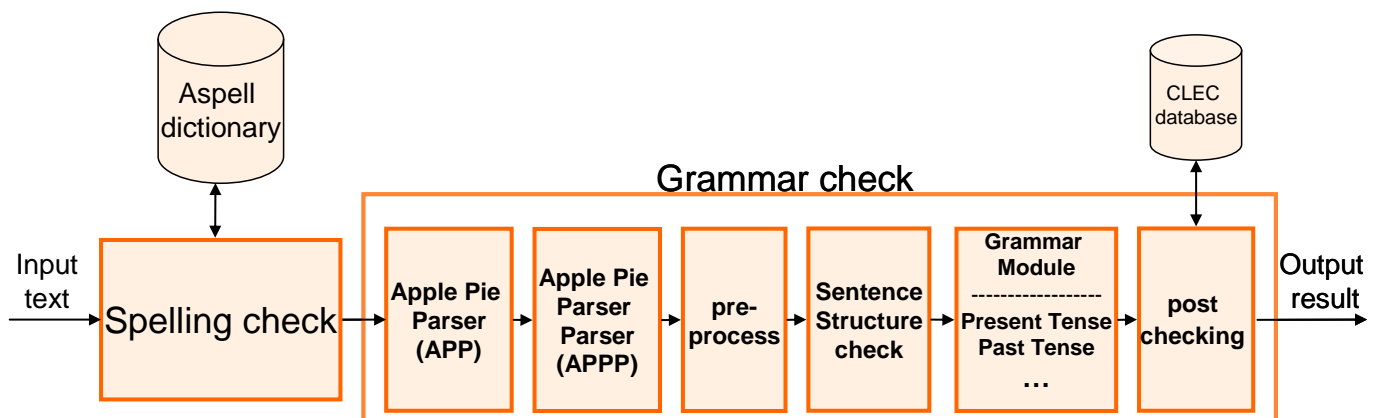 Aspell
dictionary
CLEC
database
Grammar check
Input
text
Spelling check
Apple Pie
Parser
(APP)
Apple Pie
Parser
Parser
(APPP)
pre-
process
Sentence
Structure
check
Grammar
Module
-------------------
Present Tense
Past Tense
...
post
checking
Output
result